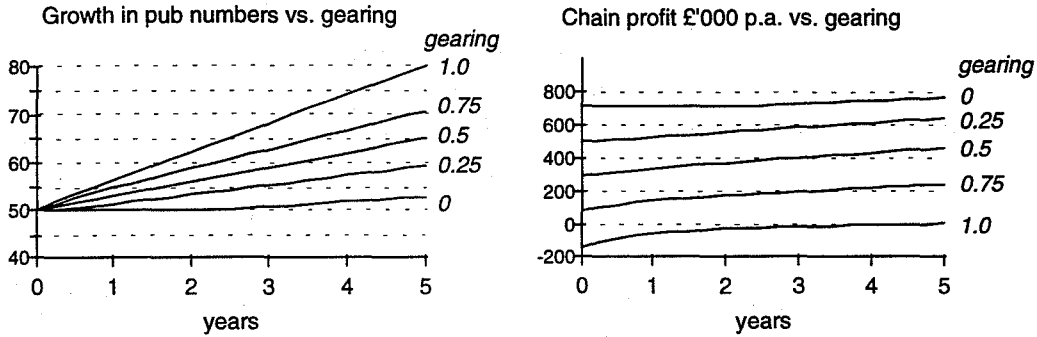 Growth in pub numbers vs. gearing
gearing
80
1.0
0.75
70
0.5
60
0.25
50
0
40
0 1 2 3 4 5
years
Chain profit £'000 p.a. vs. gearing
gearing
800
0
600
0.25
400
0.5
200
0.75
0
1.0
-200
0 1 2 3 4 5
years